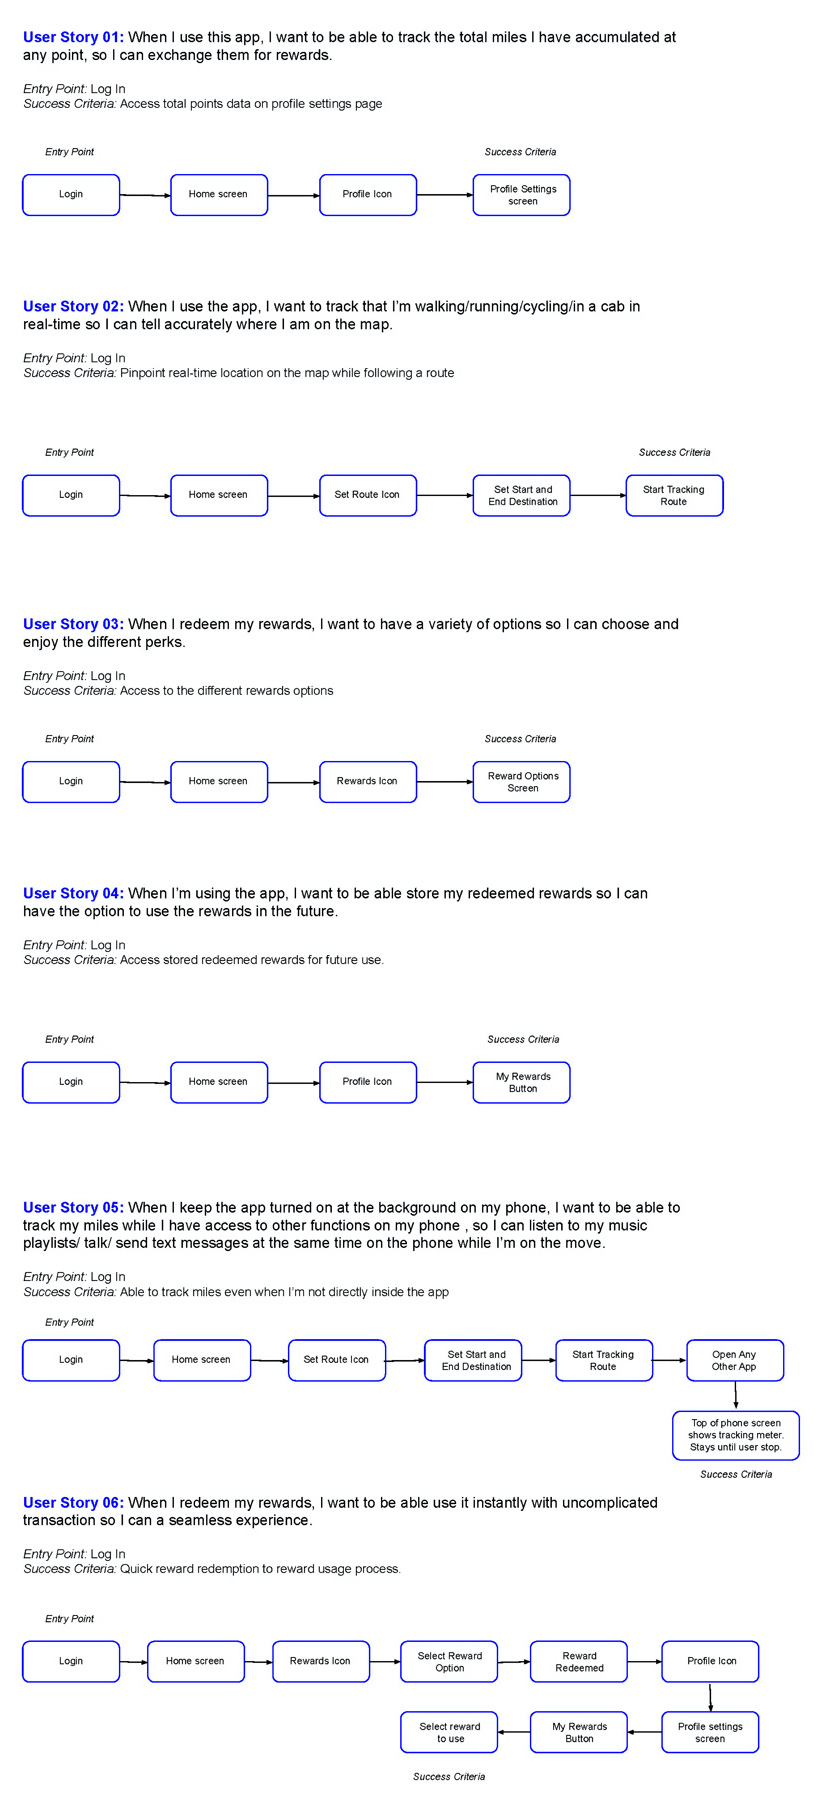 User Story 01: When I use this app, I want to be able to track the total miles I have accumulated at
any point, so I can exchange them for rewards.
Entry Point: Log In
Success Criteria: Access total points data on profile settings page
Entry Point
Success Criteria
Login
Home screen
Profile Icon
Profile Settings
screen
User Story 02: When I use the app, I want to track that I'm walking/running/cycling/in a cab in
real-time so I can tell accurately where I am on the map.
Entry Point: Log In
Success Criteria: Pinpoint real-time location on the map while following a route
Entry Point
Success Criteria
Login
Home screen
Set Route Icon
Set Start and
End Destination
Start Tracking
Route
User Story 03: When I redeem my rewards, I want to have a variety of options so I can choose and
enjoy the different perks.
Entry Point: Log In
Success Criteria: Access to the different rewards options
Entry Point
Success Criteria
Login
Home screen
Rewards Icon
Reward Options
Screen
User Story 04: When I'm using the app, I want to be able store my redeemed rewards so I can
have the option to use the rewards in the future.
Entry Point: Log In
Success Criteria: Access stored redeemed rewards for future use.
Entry Point
Success Criteria
Login
Home screen
Profile Icon
My Rewards
Button
User Story 05: When I keep the app turned on at the background on my phone, I want to be able to
track my miles while I have access to other functions on my phone , so I can listen to my music
playlists/ talk/ send text messages at the same time on the phone while I'm on the move.
Entry Point: Log In
Success Criteria: Able to track miles even when I'm not directly inside the app
Entry Point
Login
Home screen
Set Route Icon
Set Start and
End Destination
Start Tracking
Route
Open Any
Other App
Top of phone screen
shows tracking meter.
Stays until user stop.
Success Criteria
User Story 06: When I redeem my rewards, I want to be able use it instantly with uncomplicated
transaction so I can a seamless experience.
Entry Point: Log In
Success Criteria: Quick reward redemption to reward usage process.
Entry Point
Login
Home screen
Rewards Icon
Select Reward
Option
Reward
Redeemed
Profile Icon
Profile settings
screen
My Rewards
Button
Select reward
to use
Success Criteria